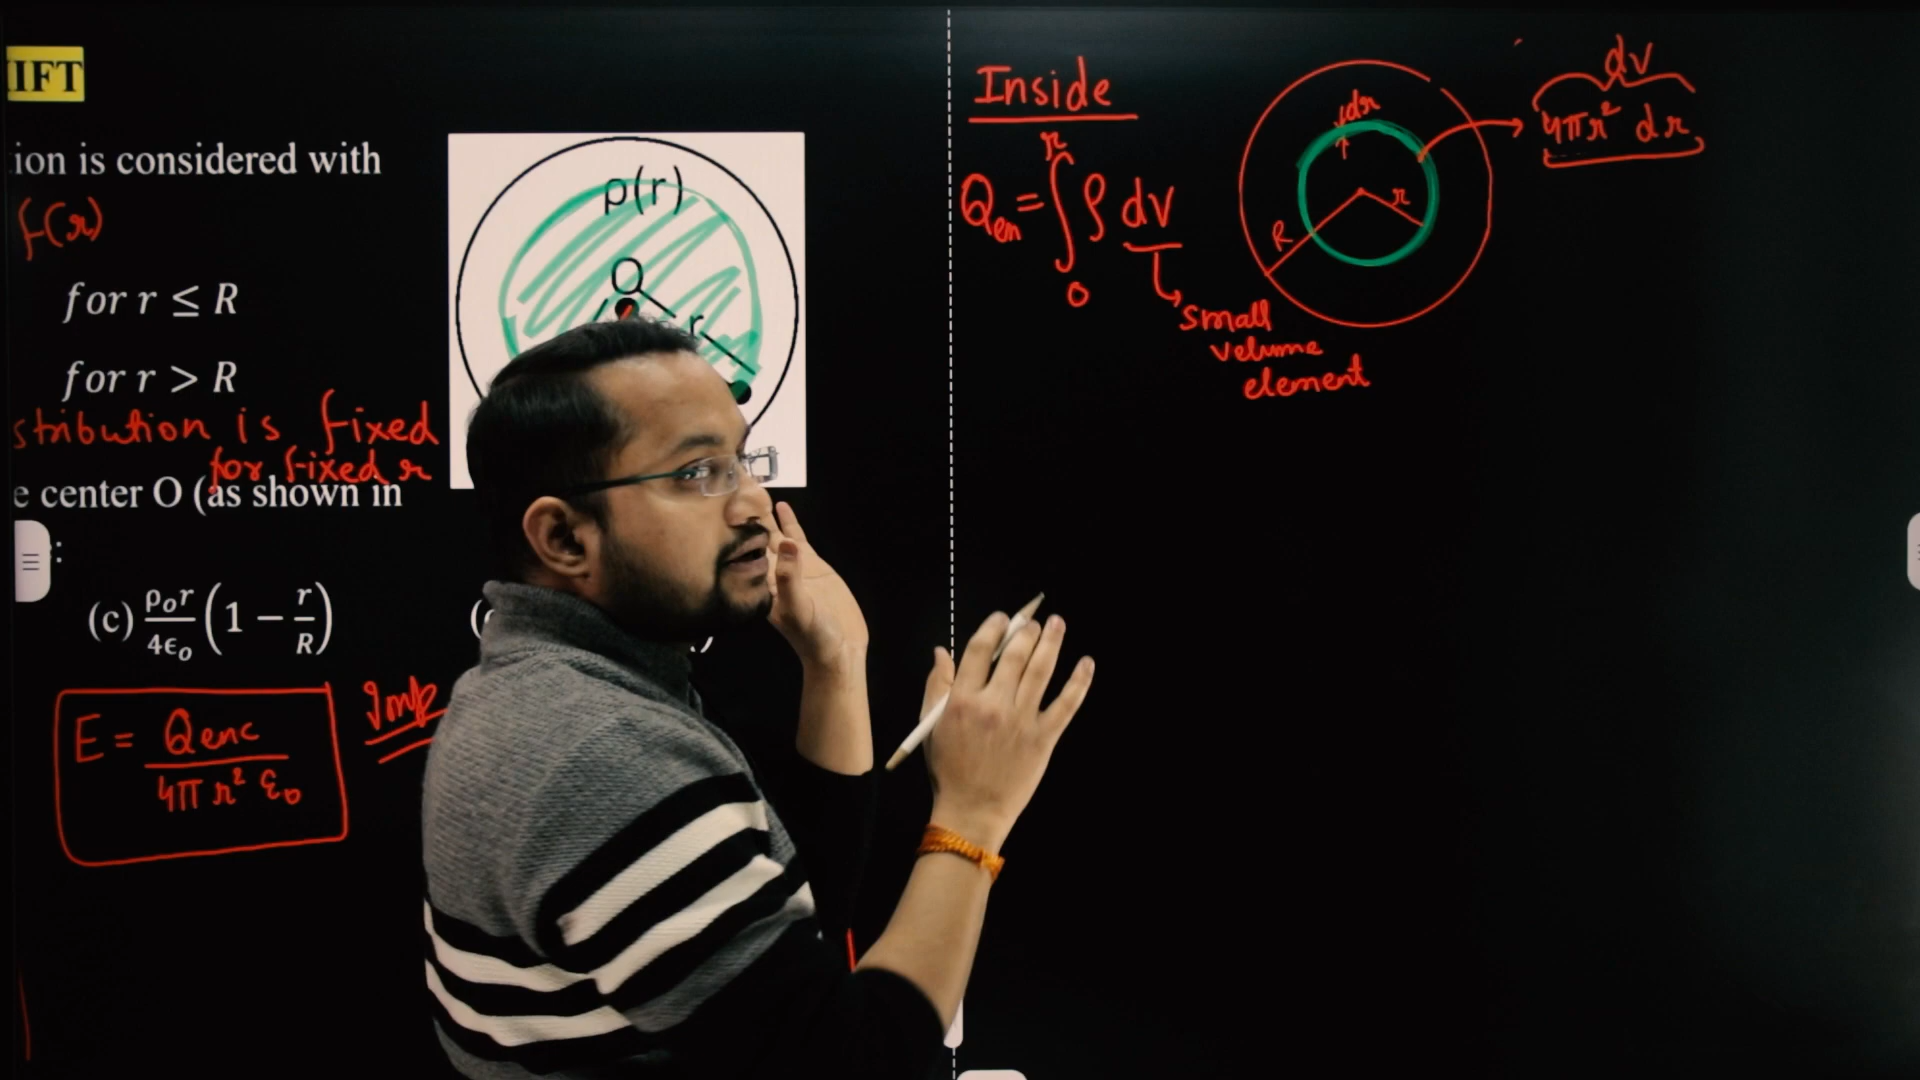 IFT
ion is considered with
f(r)
for r ≤ R
for r > R
stribution is fixed
for fixed r
e center O (as shown in
:
(c) ρ₀r/4ϵ₀ (1 − r/R)
E = Qenc / 4πr² ε₀
Imp
ρ(r)
O
r
Inside
Qen = ∫₀ʳ ρ dv
small
volume
element
dr
r
R
dv
4πr² dr